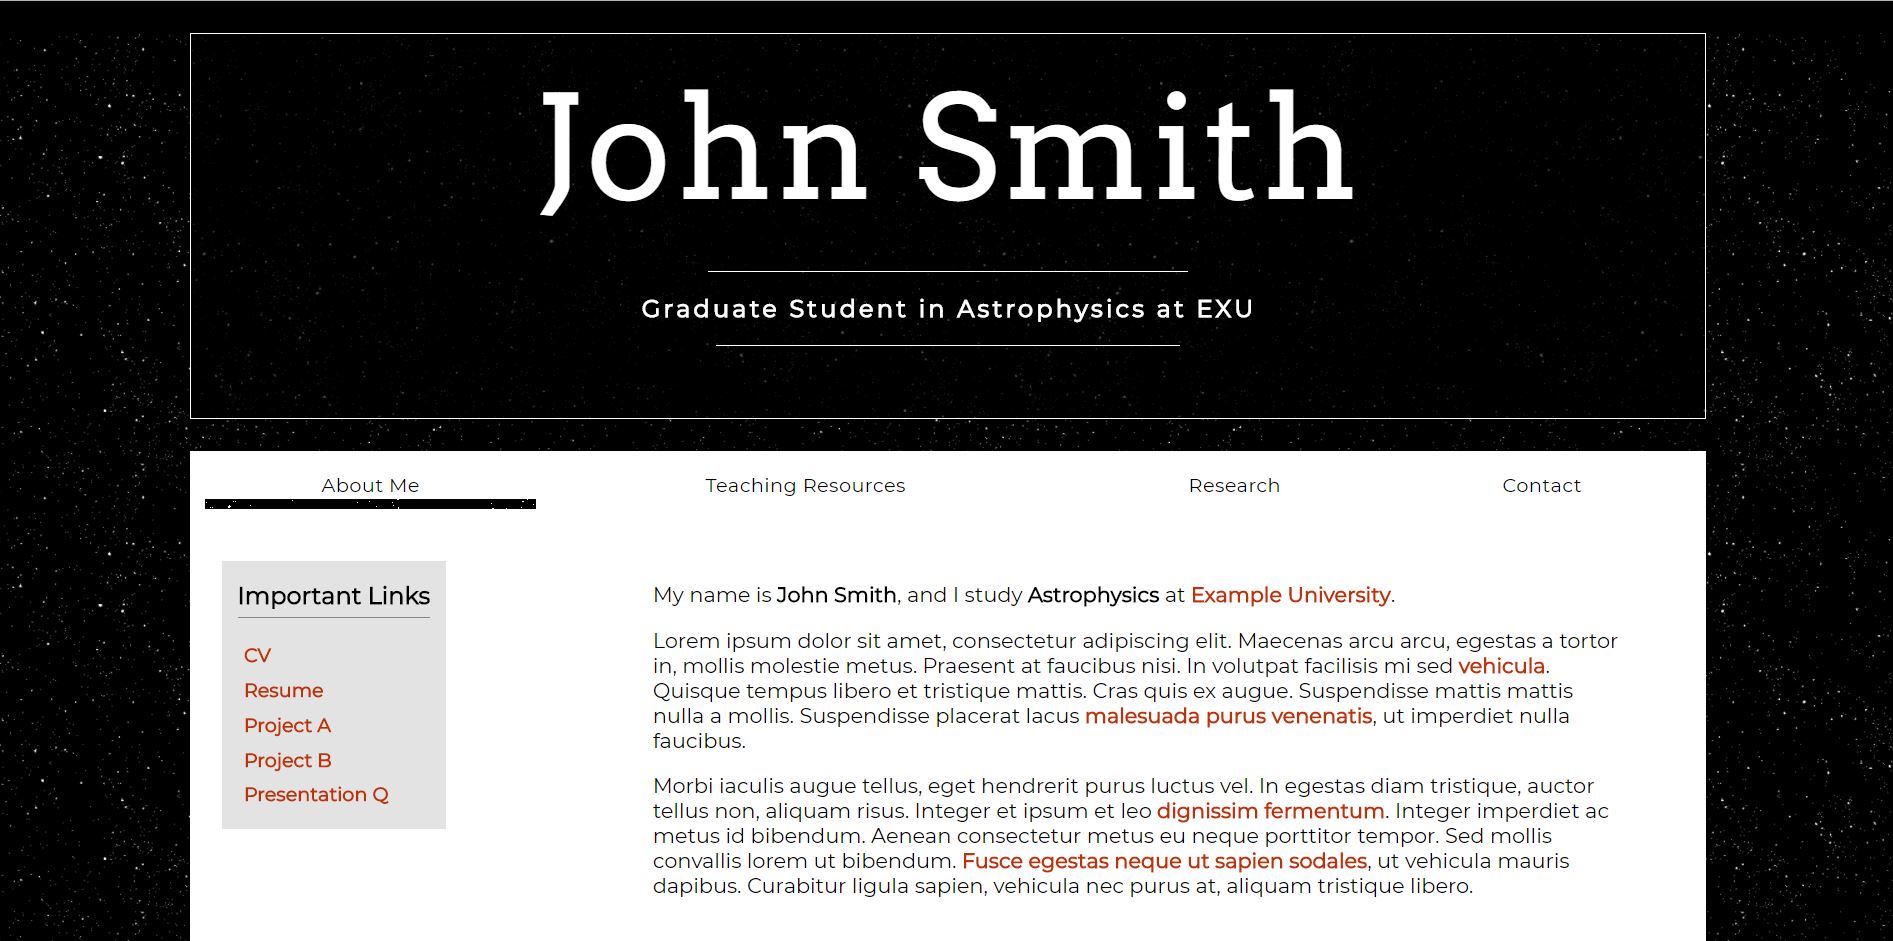 John Smith
Graduate Student in Astrophysics at EXU
About Me
Teaching Resources
Research
Contact
Important Links
CV
Resume
Project A
Project B
Presentation Q
My name is John Smith, and I study Astrophysics at Example University.
Lorem ipsum dolor sit amet, consectetur adipiscing elit. Maecenas arcu arcu, egestas a tortor
in, mollis molestie metus. Praesent at faucibus nisi. In volutpat facilisis mi sed vehicula.
Quisque tempus libero et tristique mattis. Cras quis ex augue. Suspendisse mattis mattis
nulla a mollis. Suspendisse placerat lacus malesuada purus venenatis, ut imperdiet nulla
faucibus.
Morbi iaculis augue tellus, eget hendrerit purus luctus vel. In egestas diam tristique, auctor
tellus non, aliquam risus. Integer et ipsum et leo dignissim fermentum. Integer imperdiet ac
metus id bibendum. Aenean consectetur metus eu neque porttitor tempor. Sed mollis
convallis lorem ut bibendum. Fusce egestas neque ut sapien sodales, ut vehicula mauris
dapibus. Curabitur ligula sapien, vehicula nec purus at, aliquam tristique libero.